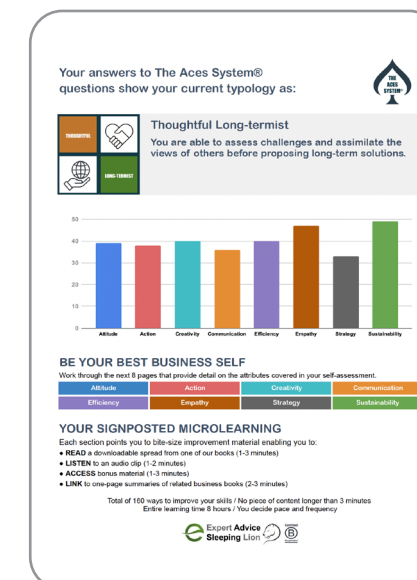 Your answers to The Aces System®
questions show your current typology as:
THE
ACES
SYSTEM®
THOUGHTFUL
LONG-TERMIST
Thoughtful Long-termist
You are able to assess challenges and assimilate the
views of others before proposing long-term solutions.
50
40
30
20
10
0
Attitude Action Creativity Communication Efficiency Empathy Strategy Sustainability
BE YOUR BEST BUSINESS SELF
Work through the next 8 pages that provide detail on the attributes covered in your self-assessment.
Attitude Action Creativity Communication
Efficiency Empathy Strategy Sustainability
YOUR SIGNPOSTED MICROLEARNING
Each section points you to bite-size improvement material enabling you to:
● READ a downloadable spread from one of our books (1-3 minutes)
● LISTEN to an audio clip (1-2 minutes)
● ACCESS bonus material (1-3 minutes)
● LINK to one-page summaries of related business books (2-3 minutes)
Total of 160 ways to improve your skills / No piece of content longer than 3 minutes
Entire learning time 8 hours / You decide pace and frequency
Expert Advice
Sleeping Lion
B